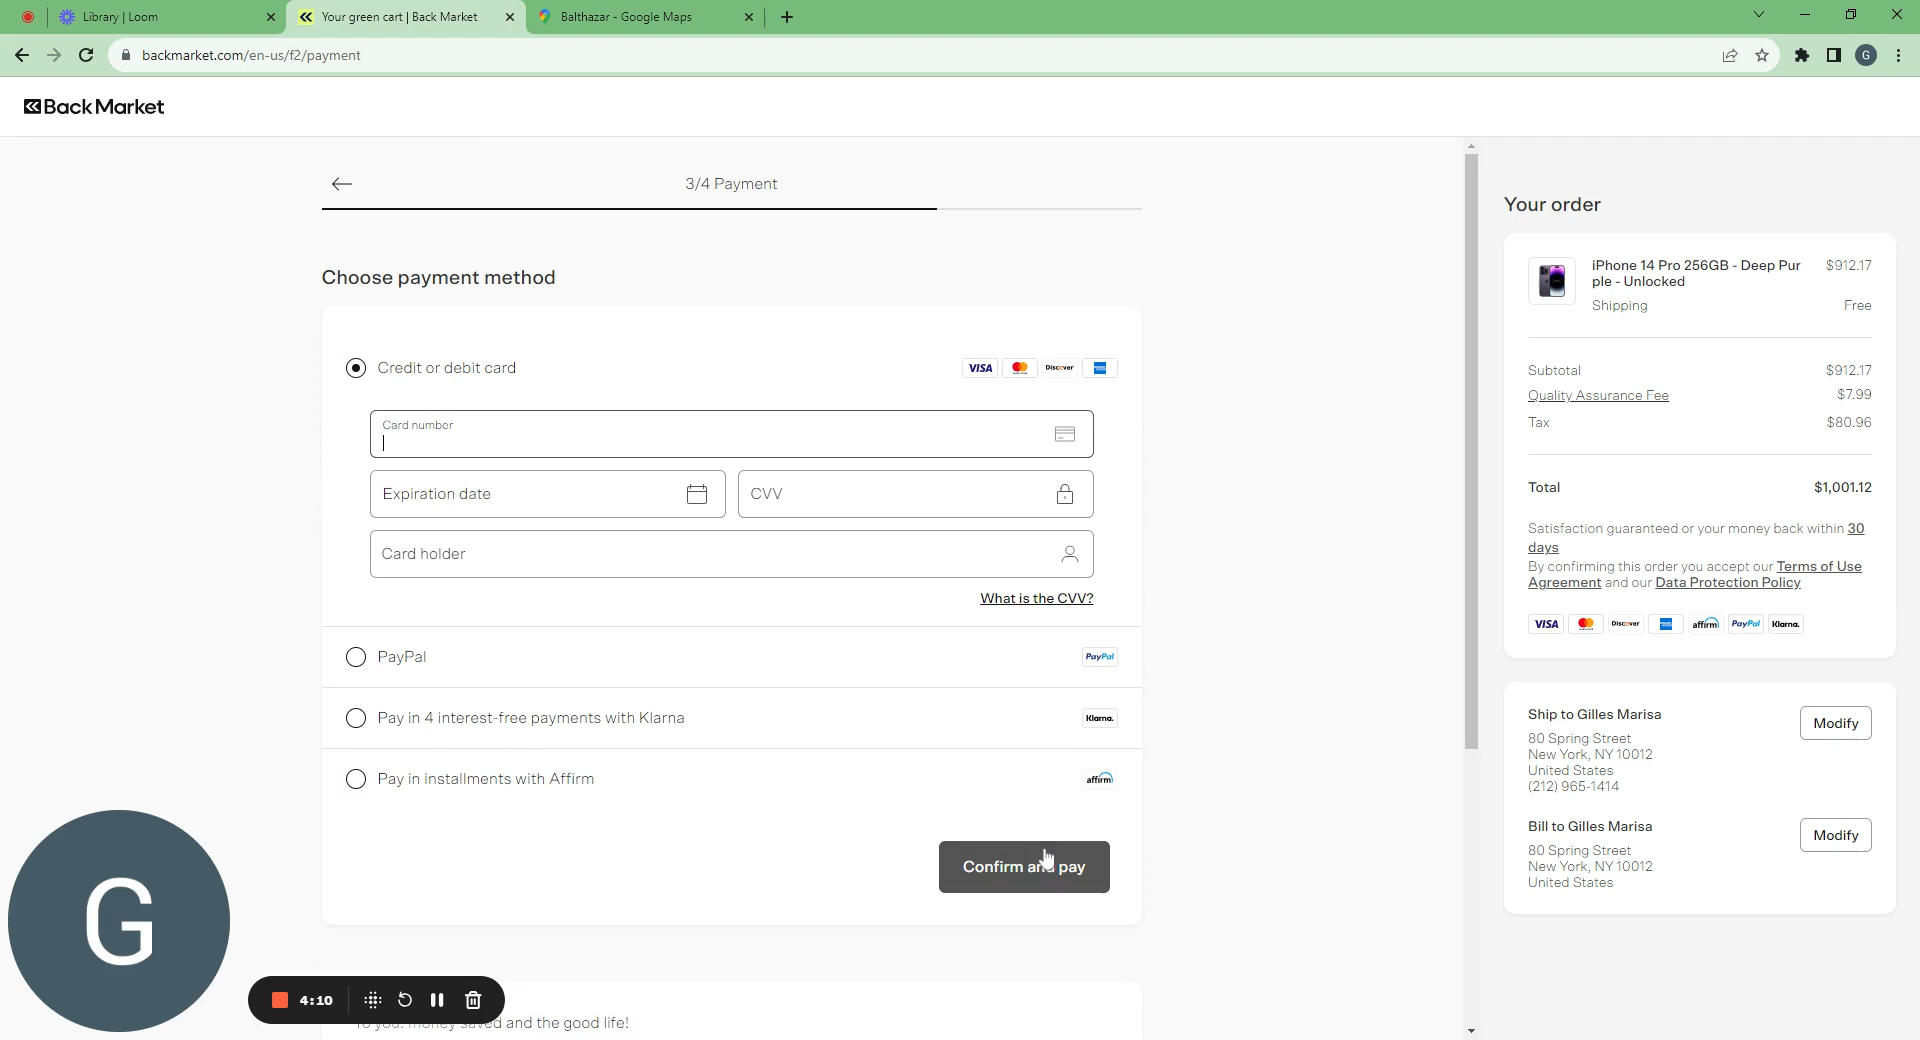 Library | Loom
Your green cart | Back Market
Balthazar - Google Maps
backmarket.com/en-us/f2/payment
G
Back Market
3/4 Payment
Choose payment method
Credit or debit card
VISA
Discover
Card number
Expiration date
CVV
Card holder
What is the CVV?
PayPal
PayPal
Pay in 4 interest-free payments with Klarna
Klarna.
Pay in installments with Affirm
affirm
Confirm and pay
G
4:10
and the good life!
Your order
iPhone 14 Pro 256GB - Deep Pur
ple - Unlocked
$912.17
Shipping
Free
Subtotal
$912.17
Quality Assurance Fee
$7.99
Tax
$80.96
Total
$1,001.12
Satisfaction guaranteed or your money back within 30
days
By confirming this order you accept our Terms of Use
Agreement and our Data Protection Policy
VISA
Discover
affirm
PayPal
Klarna.
Ship to Gilles Marisa
Modify
80 Spring Street
New York, NY 10012
United States
(212) 965-1414
Bill to Gilles Marisa
Modify
80 Spring Street
New York, NY 10012
United States